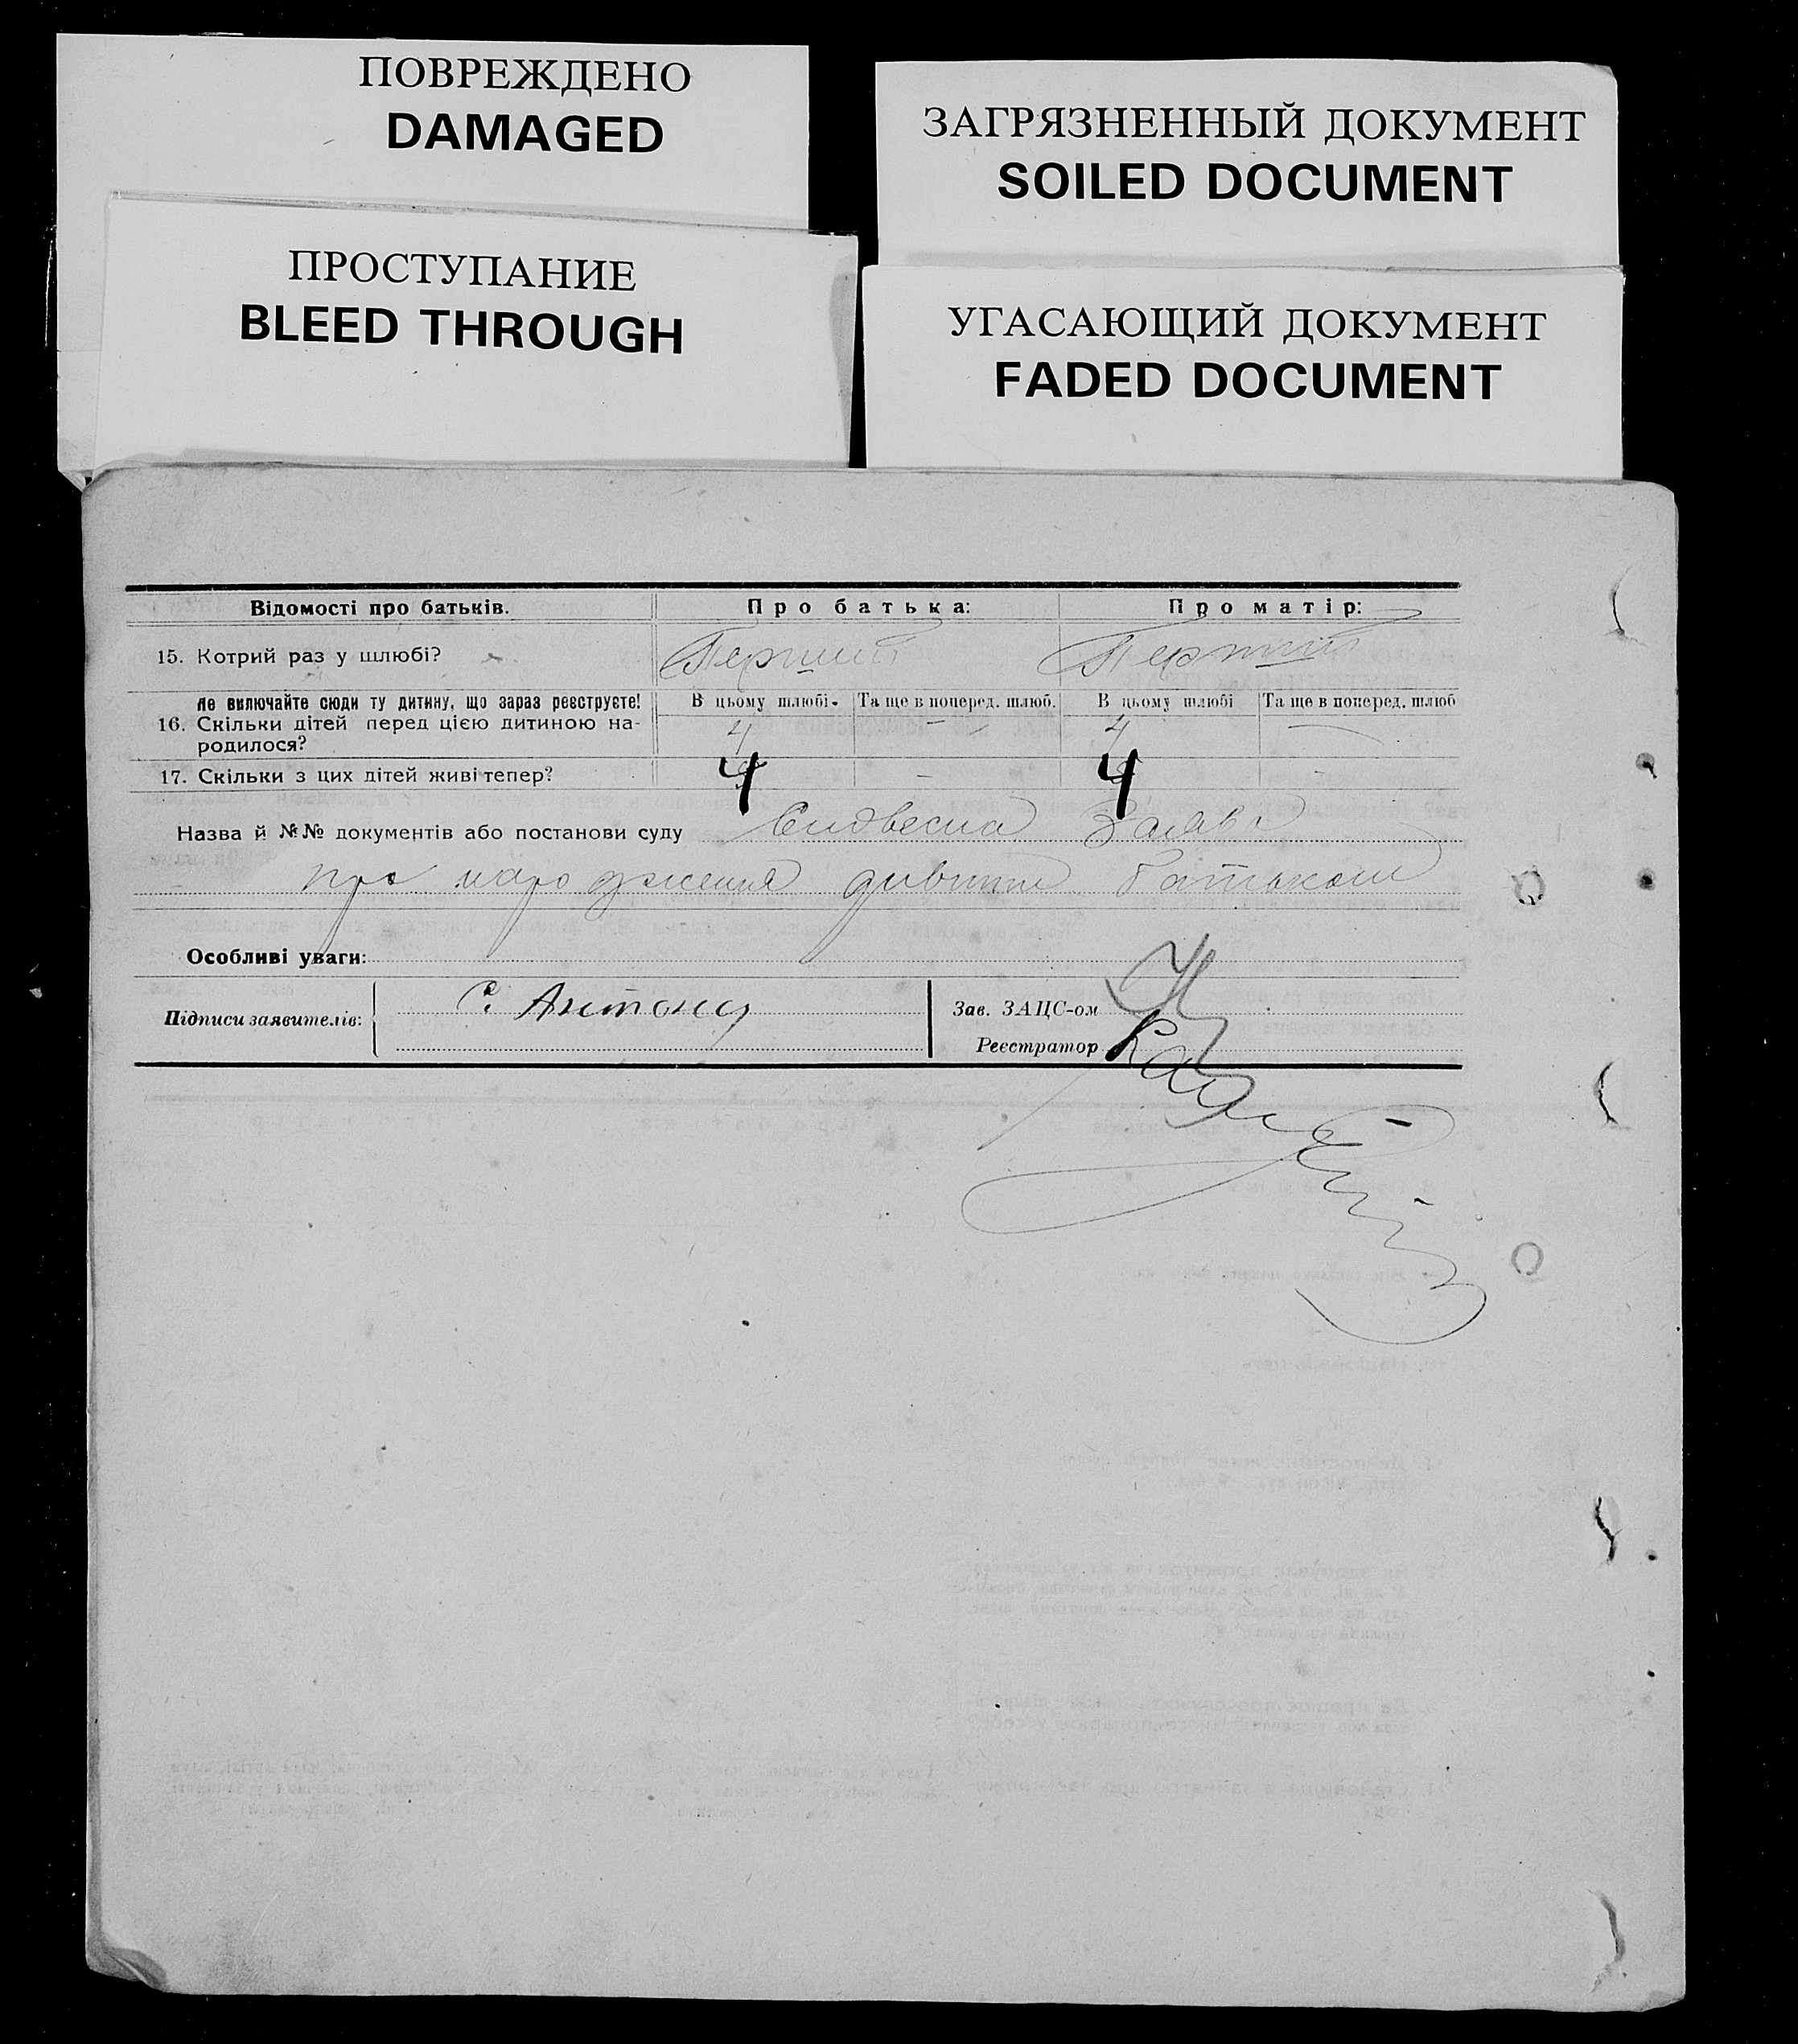 ПОВРЕЖДЕНО
DAMAGED
ЗАГРЯЗНЕННЫЙ ДОКУМЕНТ
SOILED DOCUMENT
ПРОСТУПАНИЕ
BLEED THROUGH
УГАСАЮЩИЙ ДОКУМЕНТ
FADED DOCUMENT
Відомості про батьків. Про батька: Про матір:
15. Котрий раз у шлюбі? Перший Перший
Не включайте сюди ту дитину, що зараз реєструєте! В цьому шлюбі. Та ще в поперед. шлюб. В цьому шлюбі Та ще в поперед. шлюб
16. Скільки дітей перед цією дитиною на- 4 — 4 —
родилося?
17. Скільки з цих дітей живі тепер? 4 — 4 -
Назва й №№ документів або постанови суду заява
про народження батьком
Особливі уваги:
Підписи заявителів: С. Антонц Зав. ЗАЦС-ом
Реєстратор